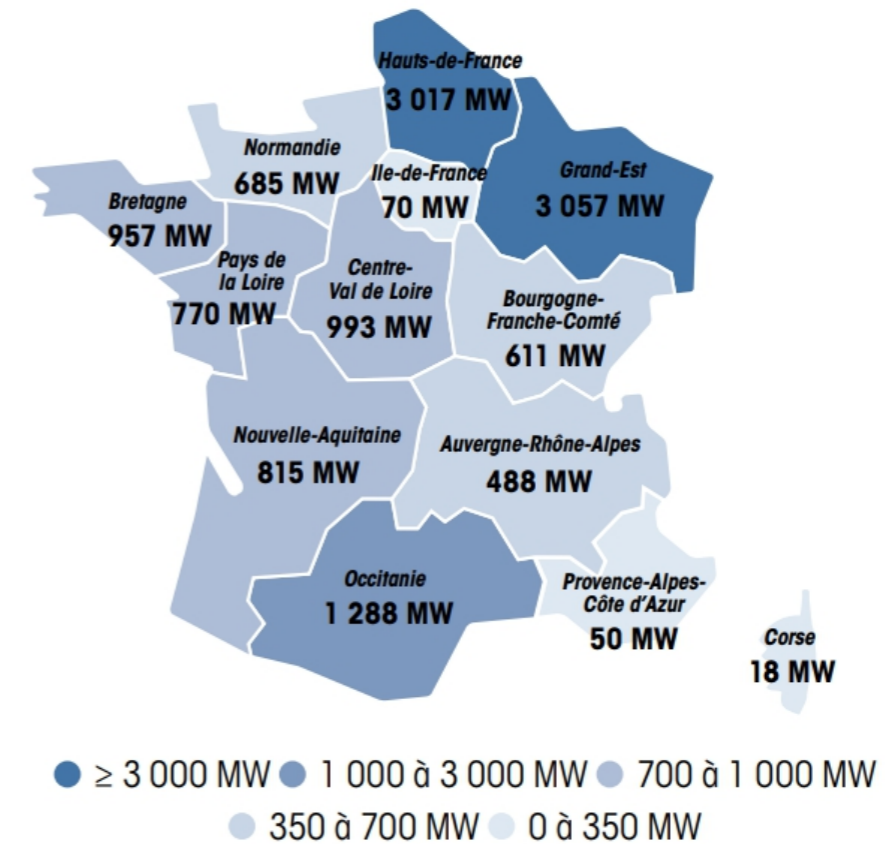 Hauts-de-France
3 017 MW
Normandie
685 MW
Ile-de-France
70 MW
Grand-Est
3 057 MW
Bretagne
957 MW
Pays de
la Loire
770 MW
Centre-
Val de Loire
993 MW
Bourgogne-
Franche-Comté
611 MW
Nouvelle-Aquitaine
815 MW
Auvergne-Rhône-Alpes
488 MW
Occitanie
1 288 MW
Provence-Alpes-
Côte d’Azur
50 MW
Corse
18 MW
≥ 3 000 MW 1 000 à 3 000 MW 700 à 1 000 MW
350 à 700 MW 0 à 350 MW